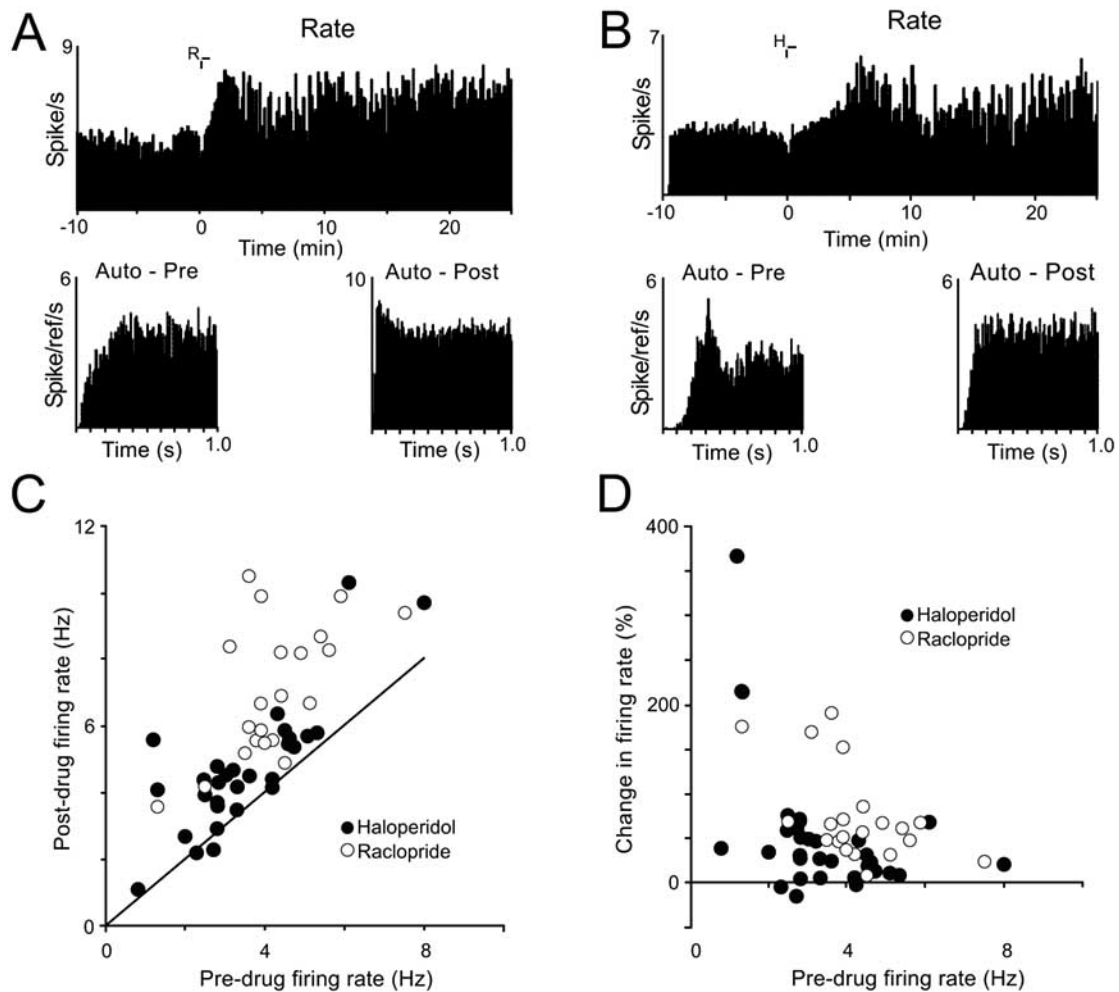 A
Rate
9
R
Spike/s
-10
0
10
20
Time (min)
Auto - Pre
6
Spike/ref/s
Time (s)
1.0
Auto - Post
10
Time (s)
1.0
B
Rate
7
H
Spike/s
-10
0
10
20
Time (min)
Auto - Pre
6
Spike/ref/s
Time (s)
1.0
Auto - Post
6
Time (s)
1.0
C
12
6
0
Post-drug firing rate (Hz)
Haloperidol
Raclopride
0
4
8
Pre-drug firing rate (Hz)
D
400
200
0
Change in firing rate (%)
Haloperidol
Raclopride
0
4
8
Pre-drug firing rate (Hz)